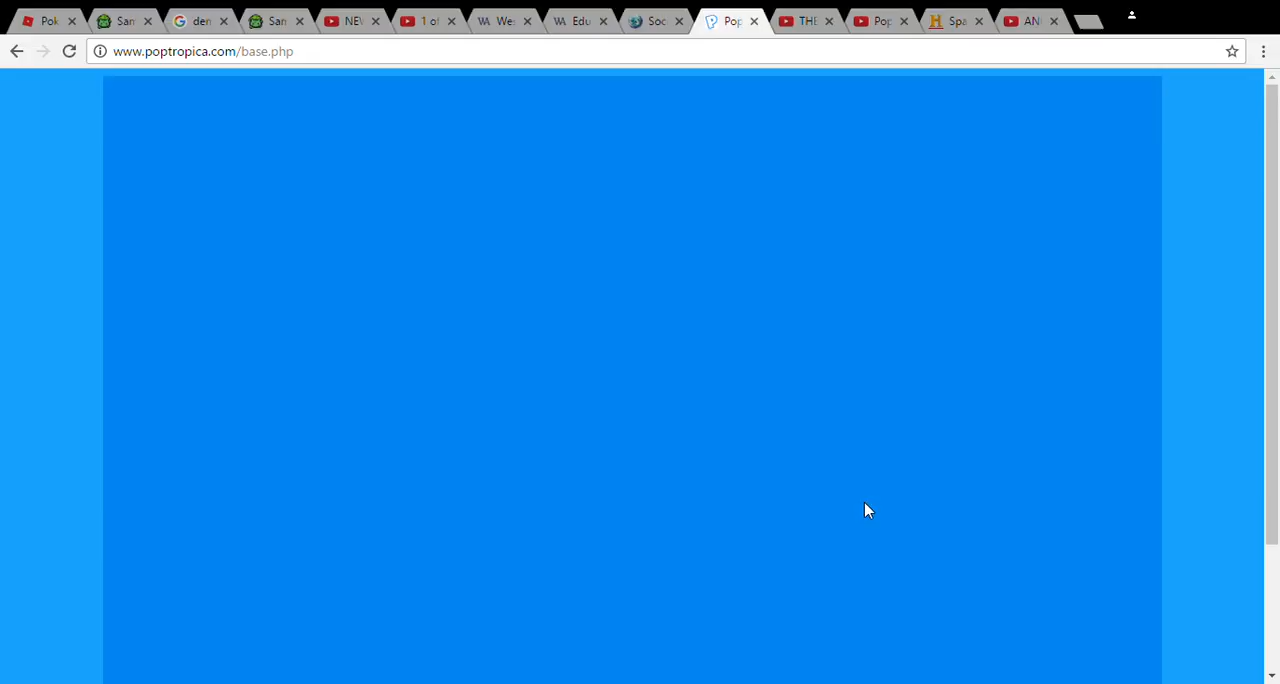 Pok San den San NEV 1 of We Edu Soc Pop THE Pop Spa AN
www.poptropica.com/base.php